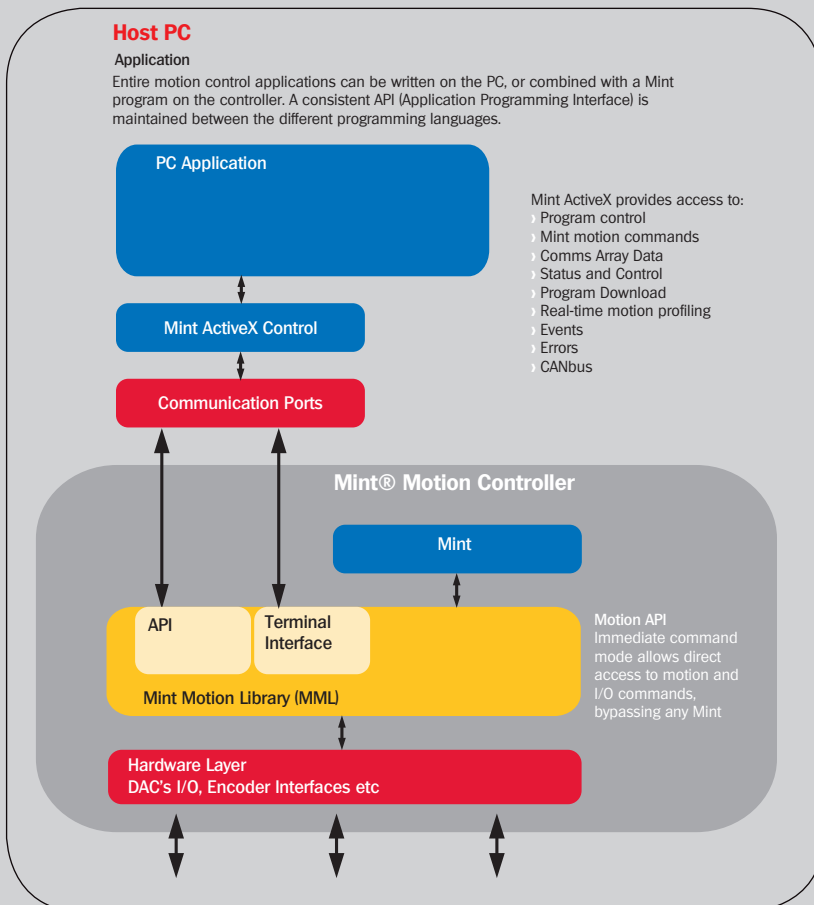 Host PC
Application
Entire motion control applications can be written on the PC, or combined with a Mint
program on the controller. A consistent API (Application Programming Interface) is
maintained between the different programming languages.
PC Application
Mint ActiveX provides access to:
› Program control
› Mint motion commands
› Comms Array Data
› Status and Control
› Program Download
› Real-time motion profiling
› Events
› Errors
› CANbus
Mint ActiveX Control
Communication Ports
Mint® Motion Controller
Mint
API
Terminal
Interface
Mint Motion Library (MML)
Motion API
Immediate command
mode allows direct
access to motion and
I/O commands,
bypassing any Mint
Hardware Layer
DAC's I/O, Encoder Interfaces etc